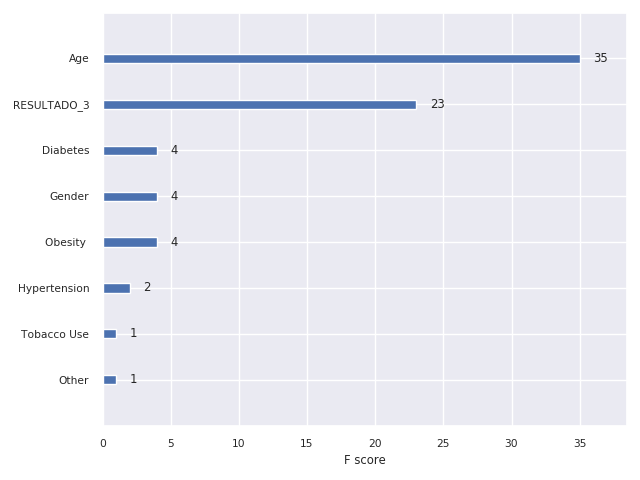 Age 35
RESULTADO_3 23
Diabetes 4
Gender 4
Obesity 4
Hypertension 2
Tobacco Use 1
Other 1
0 5 10 15 20 25 30 35
F score